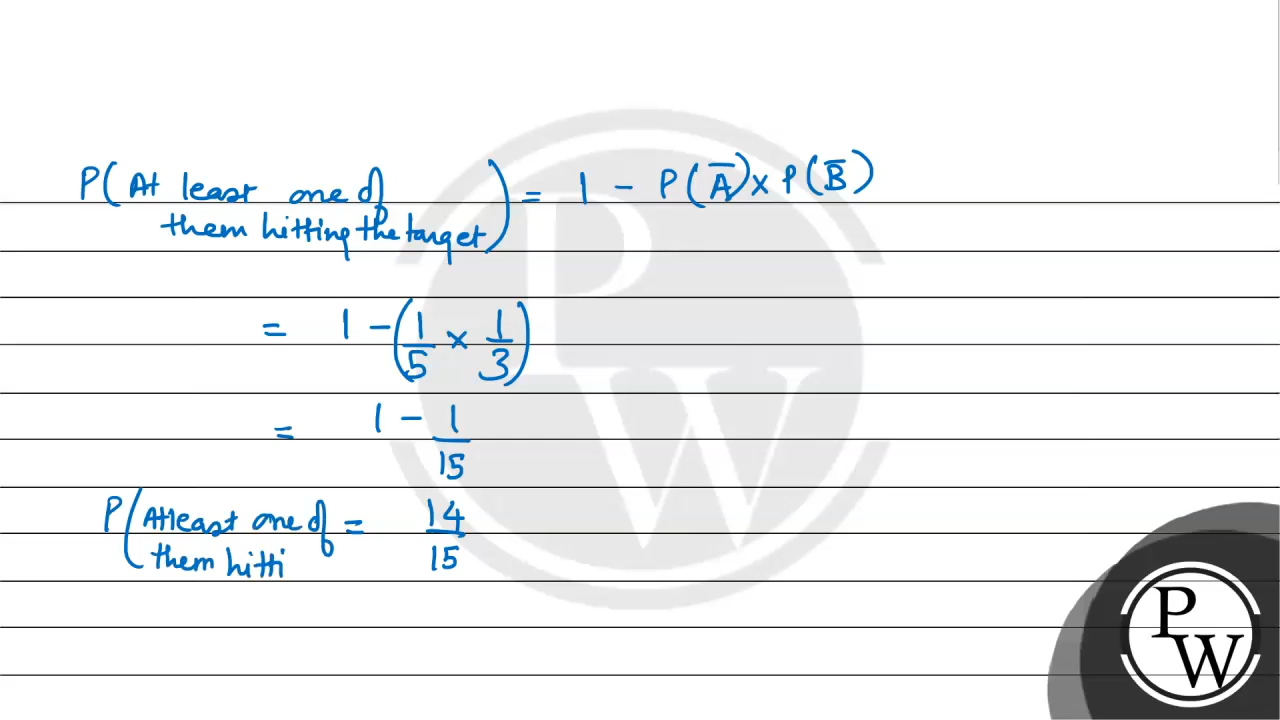 P(At least one of
them hitting the target) = 1 - P(A̅) x P(B̅)
= 1 - (1/5 x 1/3)
= 1 - 1/15
P(Atleast one of = 14/15
them hitti
P
W
P
W